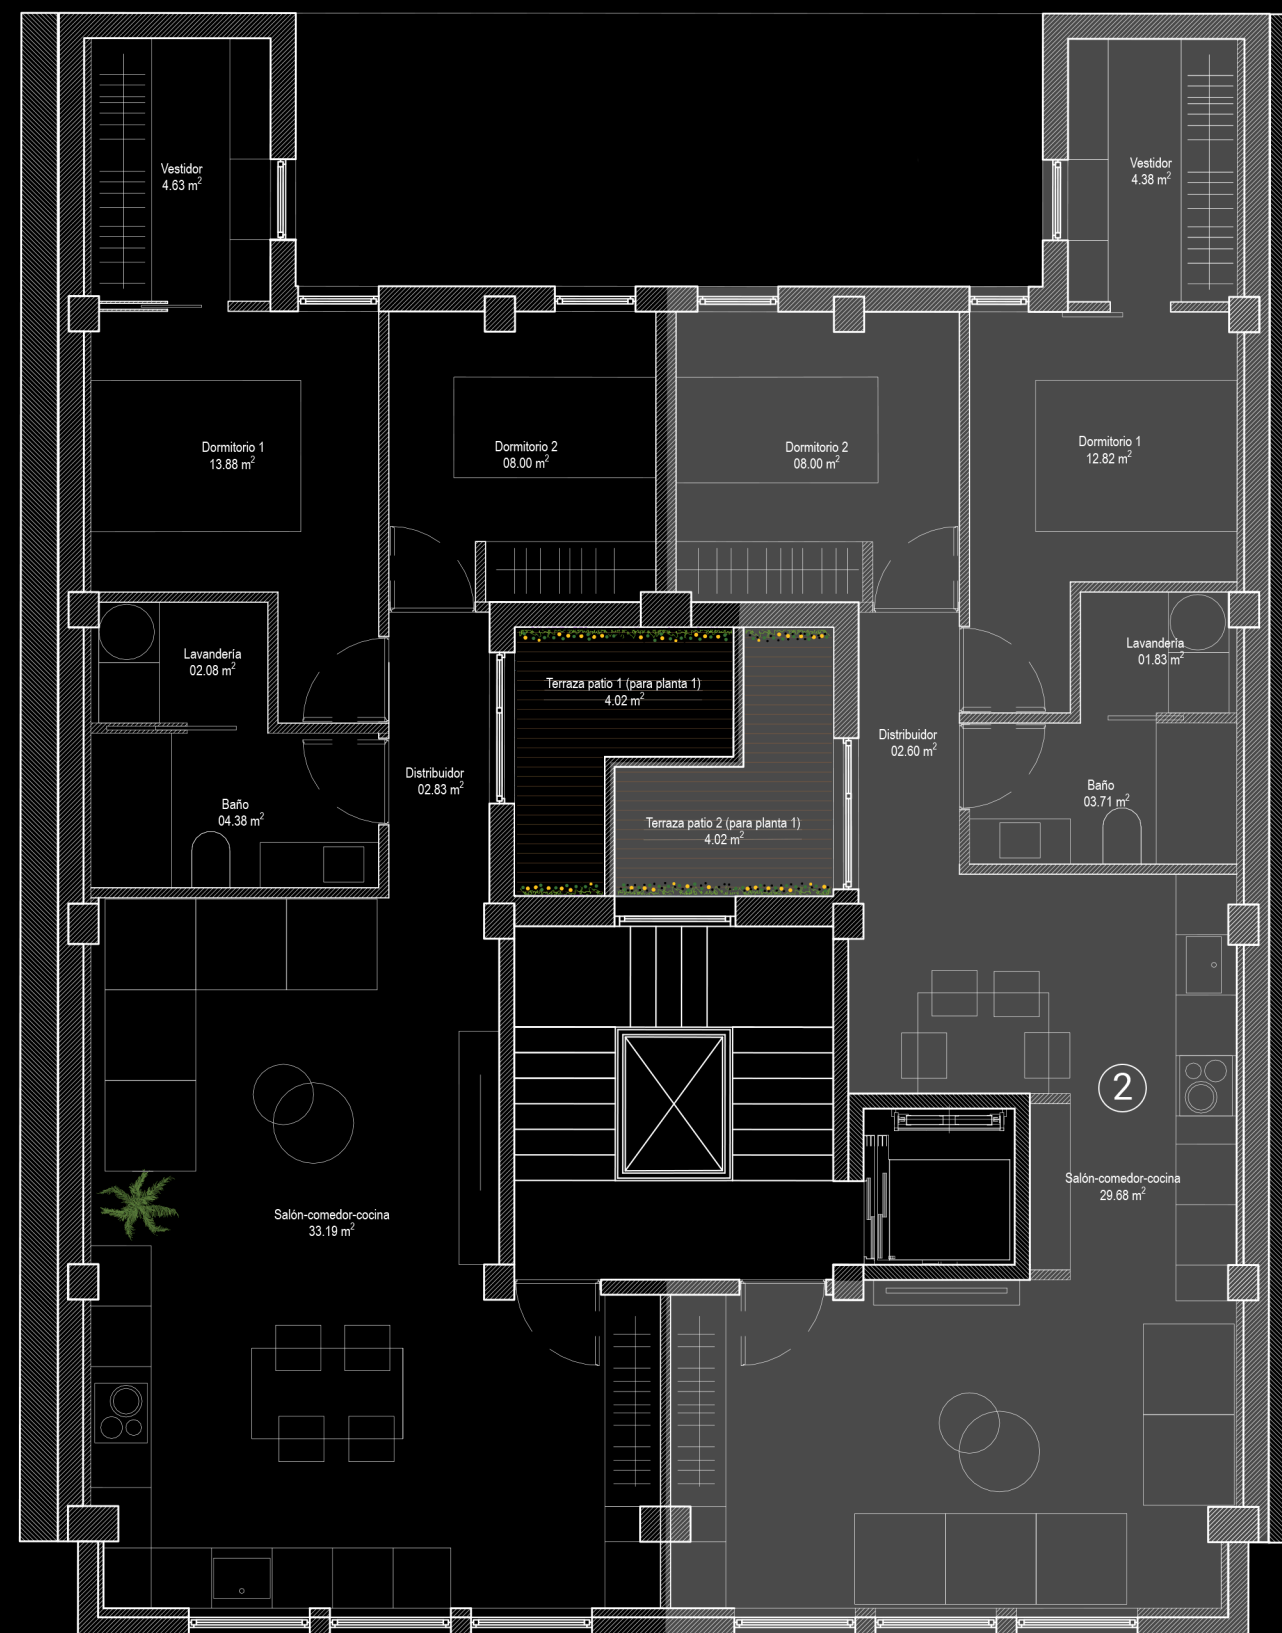 Vestidor
4.63 m²
Vestidor
4.38 m²
Dormitorio 1
13.88 m²
Dormitorio 2
08.00 m²
Dormitorio 2
08.00 m²
Dormitorio 1
12.82 m²
Lavandería
02.08 m²
Lavandería
01.83 m²
Terraza patio 1 (para planta 1)
4.02 m²
Distribuidor
02.83 m²
Distribuidor
02.60 m²
Baño
04.38 m²
Baño
03.71 m²
Terraza patio 2 (para planta 1)
4.02 m²
2
Salón-comedor-cocina
33.19 m²
Salón-comedor-cocina
29.68 m²